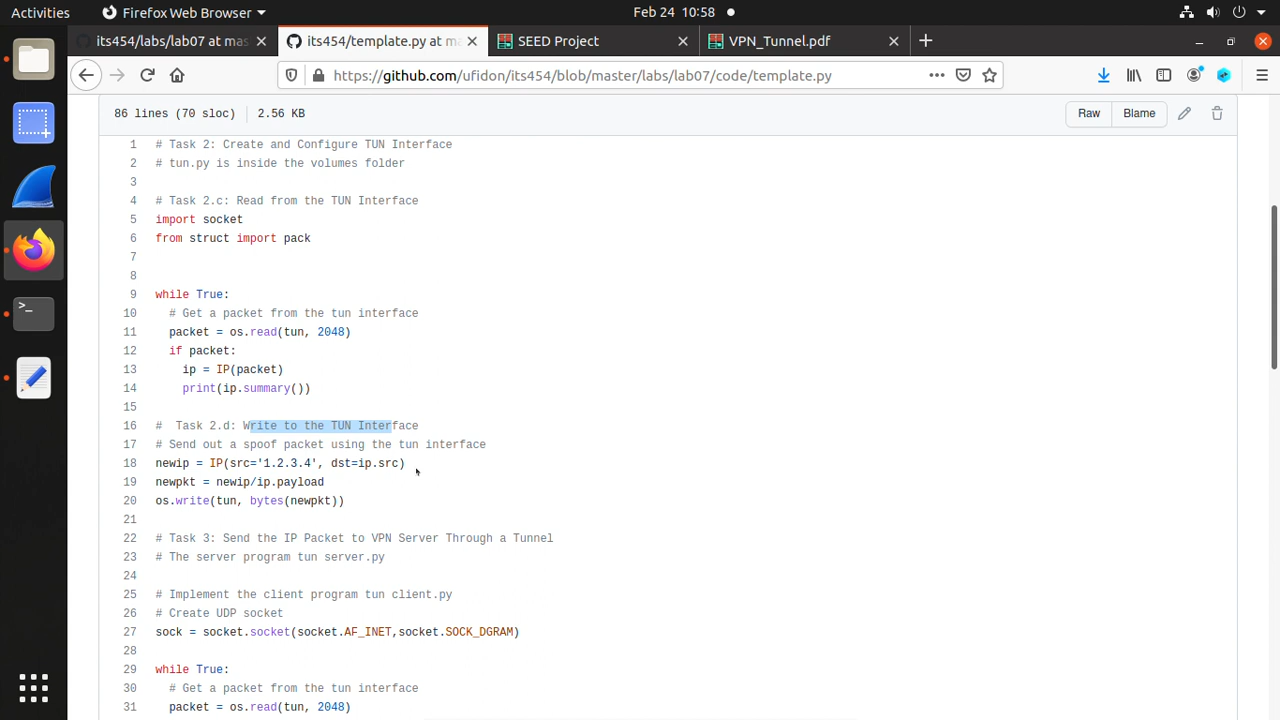 Activities Firefox Web Browser Feb 24 10:58
its454/labs/lab07 at mas its454/template.py at ma SEED Project VPN_Tunnel.pdf
https://github.com/ufidon/its454/blob/master/labs/lab07/code/template.py
86 lines (70 sloc) 2.56 KB Raw Blame
1 # Task 2: Create and Configure TUN Interface
2 # tun.py is inside the volumes folder
3
4 # Task 2.c: Read from the TUN Interface
5 import socket
6 from struct import pack
7
8
9 while True:
10 # Get a packet from the tun interface
11 packet = os.read(tun, 2048)
12 if packet:
13 ip = IP(packet)
14 print(ip.summary())
15
16 # Task 2.d: Write to the TUN Interface
17 # Send out a spoof packet using the tun interface
18 newip = IP(src='1.2.3.4', dst=ip.src)
19 newpkt = newip/ip.payload
20 os.write(tun, bytes(newpkt))
21
22 # Task 3: Send the IP Packet to VPN Server Through a Tunnel
23 # The server program tun server.py
24
25 # Implement the client program tun client.py
26 # Create UDP socket
27 sock = socket.socket(socket.AF_INET,socket.SOCK_DGRAM)
28
29 while True:
30 # Get a packet from the tun interface
31 packet = os.read(tun, 2048)